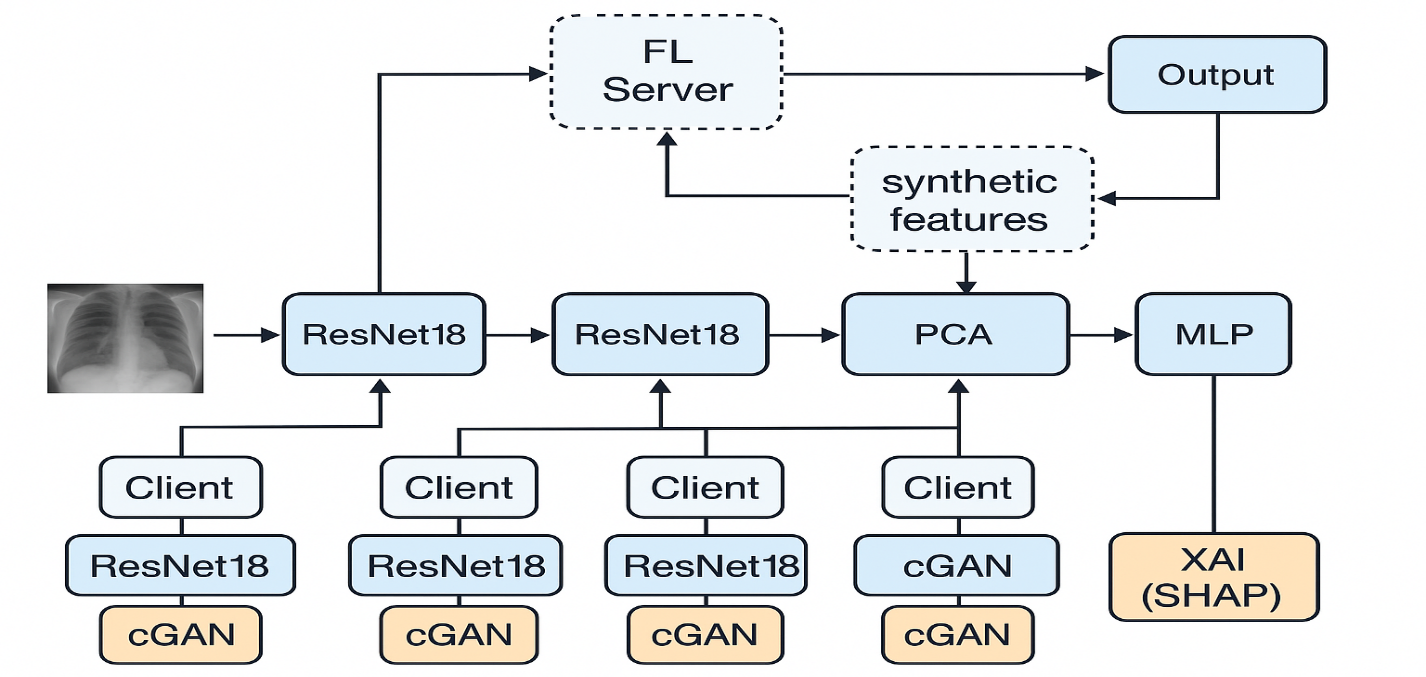 FL
Server
Output
synthetic
features
ResNet18
ResNet18
PCA
MLP
Client
Client
Client
Client
ResNet18
ResNet18
ResNet18
cGAN
XAI
(SHAP)
cGAN
cGAN
cGAN
cGAN